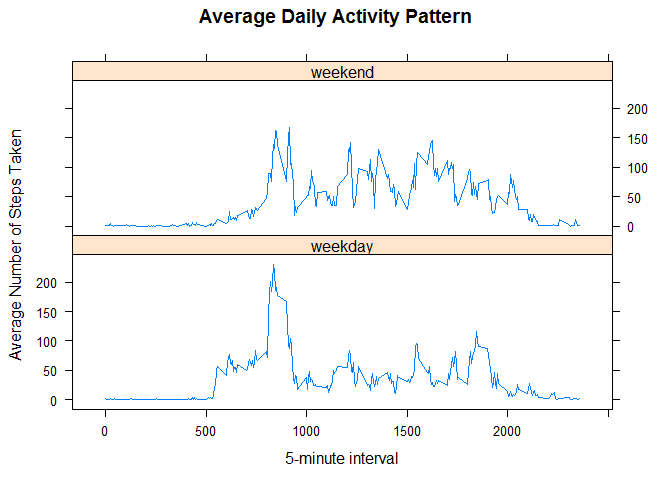 Average Daily Activity Pattern
weekend
200
150
100
50
0
weekday
200
150
100
50
0
0 500 1000 1500 2000
5-minute interval
Average Number of Steps Taken